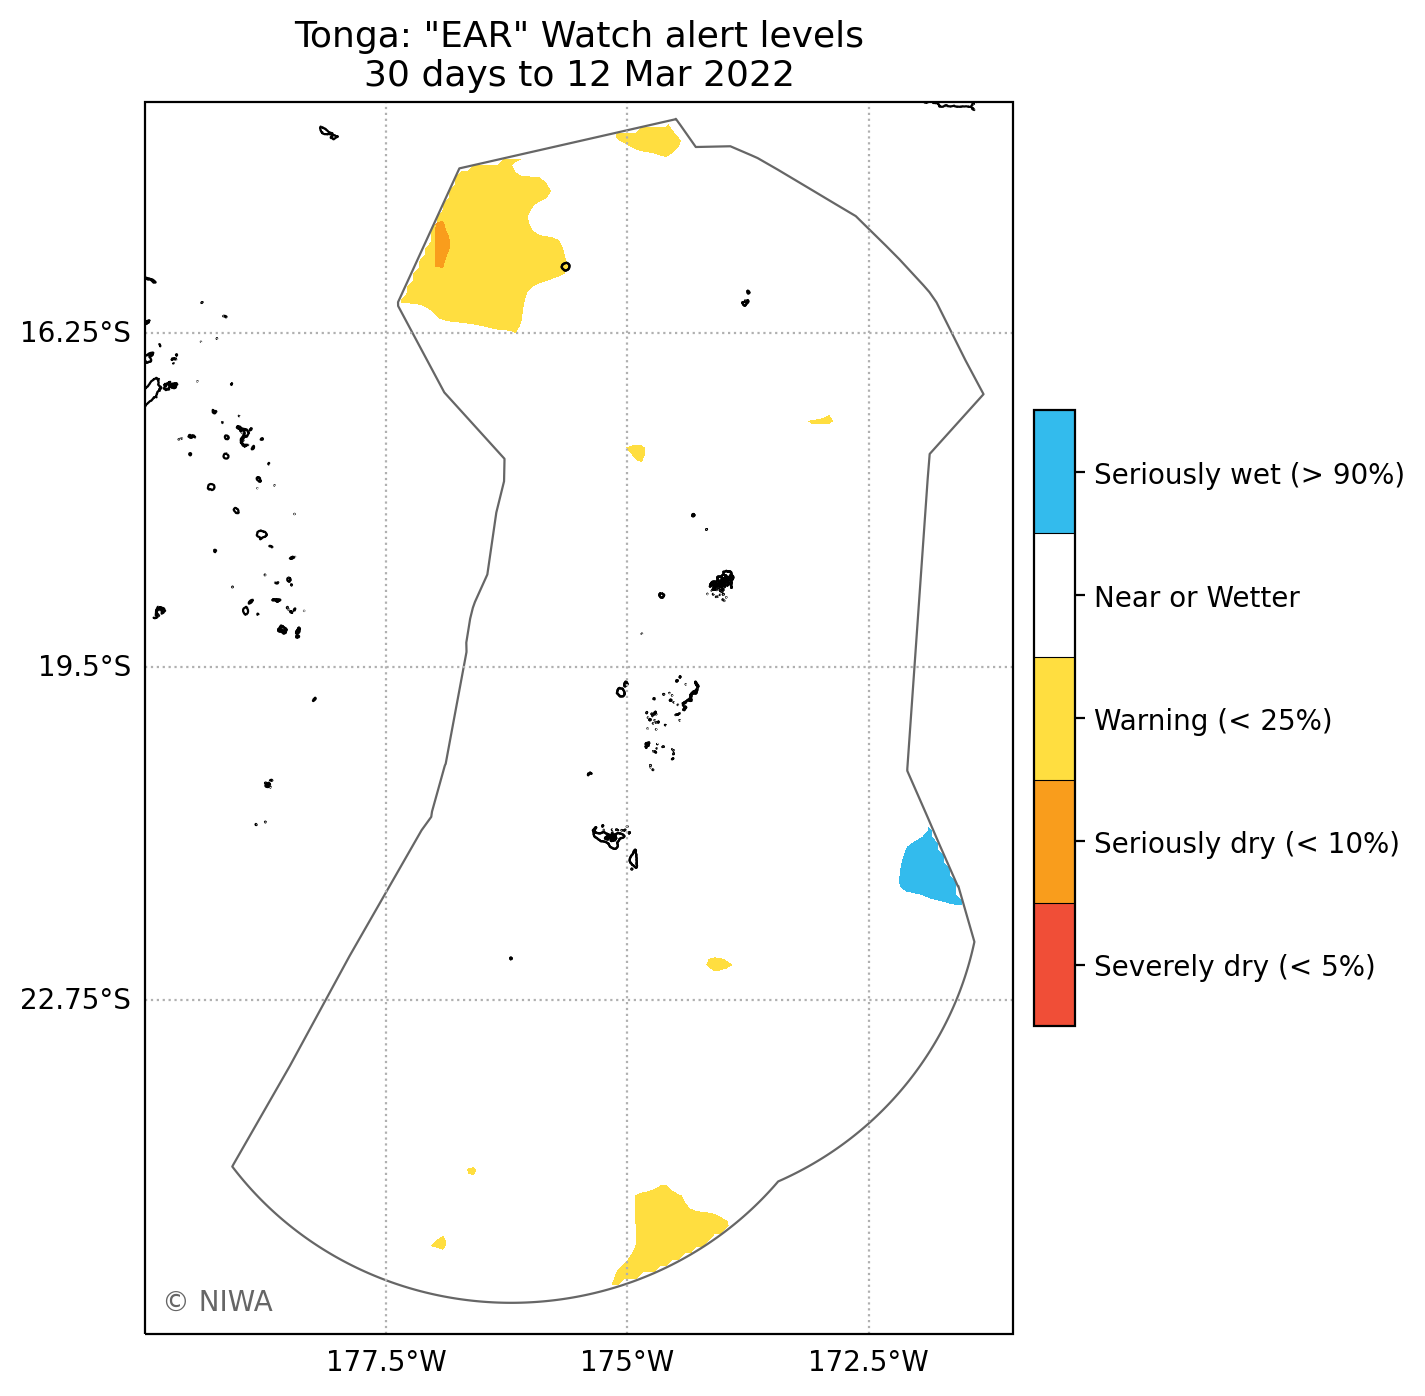 Tonga: "EAR" Watch alert levels
30 days to 12 Mar 2022
16.25°S
19.5°S
22.75°S
177.5°W
175°W
172.5°W
Seriously wet (> 90%)
Near or Wetter
Warning (< 25%)
Seriously dry (< 10%)
Severely dry (< 5%)
© NIWA